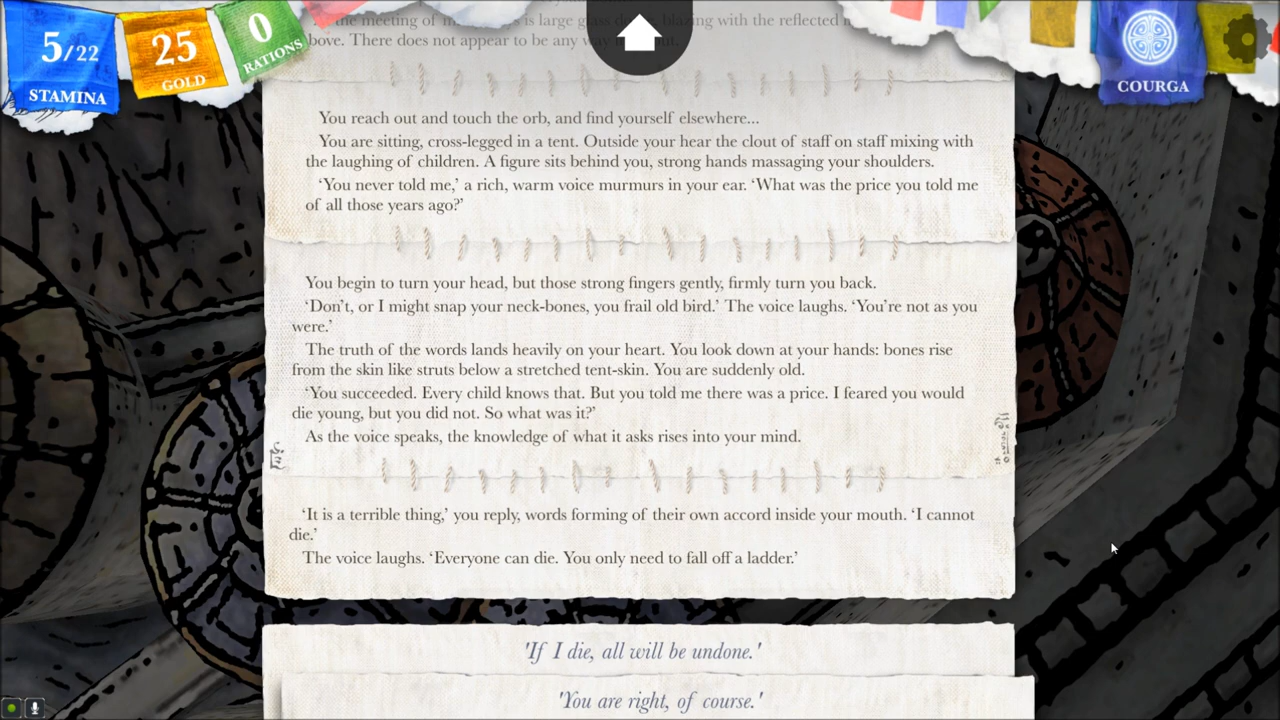 5/22
STAMINA
25
GOLD
0
RATIONS
COURGA
the meeting of is large glass blazing with the reflected
bove. There does not appear to be any way out.
You reach out and touch the orb, and find yourself elsewhere...
You are sitting, cross-legged in a tent. Outside your hear the clout of staff on staff mixing with
the laughing of children. A figure sits behind you, strong hands massaging your shoulders.
‘You never told me,’ a rich, warm voice murmurs in your ear. ‘What was the price you told me
of all those years ago?’
You begin to turn your head, but those strong fingers gently, firmly turn you back.
‘Don’t, or I might snap your neck-bones, you frail old bird.’ The voice laughs. ‘You’re not as you
were.’
The truth of the words lands heavily on your heart. You look down at your hands: bones rise
from the skin like struts below a stretched tent-skin. You are suddenly old.
‘You succeeded. Every child knows that. But you told me there was a price. I feared you would
die young, but you did not. So what was it?’
As the voice speaks, the knowledge of what it asks rises into your mind.
‘It is a terrible thing,’ you reply, words forming of their own accord inside your mouth. ‘I cannot
die.’
The voice laughs. ‘Everyone can die. You only need to fall off a ladder.’
'If I die, all will be undone.'
'You are right, of course.'